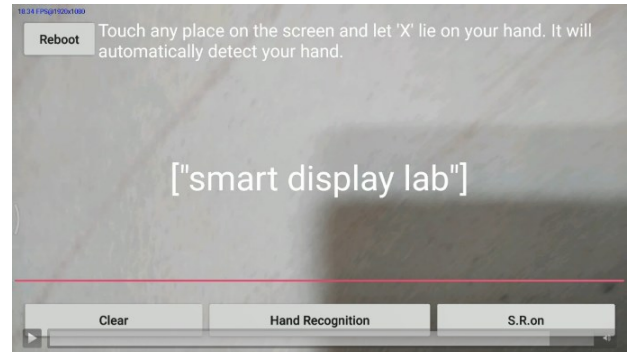 18.34 FPS@1920x1080
Reboot
Touch any place on the screen and let 'X' lie on your hand. It will
automatically detect your hand.
["smart display lab"]
Clear
Hand Recognition
S.R.on